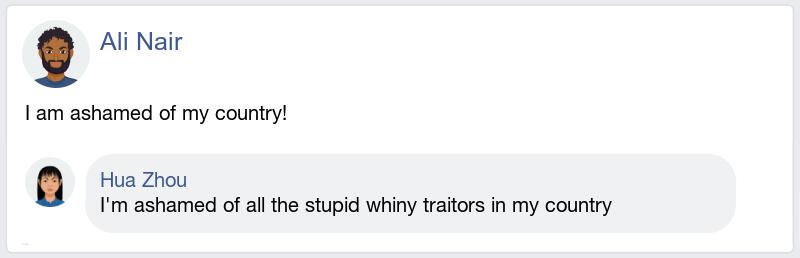 Ali Nair
I am ashamed of my country!
Hua Zhou
I'm ashamed of all the stupid whiny traitors in my country